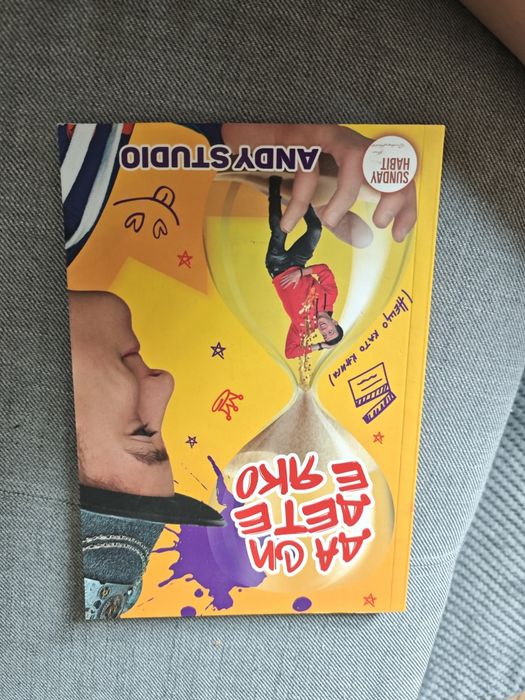 ДА СИ
ДЕТЕ
Е ЯКО
(НЕЩО КАТО КНИГА)
SUNDAY
HABIT
ANDY STUDIO